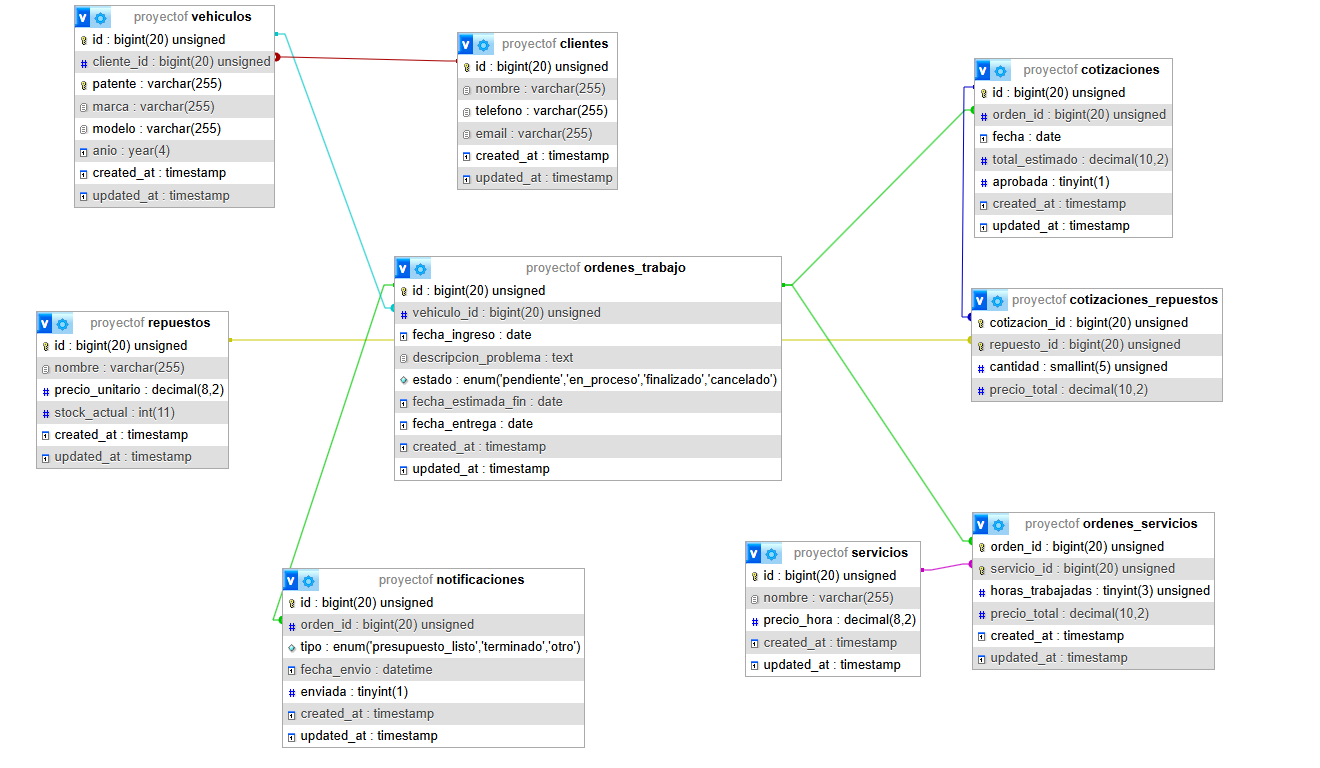 proyectof vehiculos
id : bigint(20) unsigned
cliente_id : bigint(20) unsigned
patente : varchar(255)
marca : varchar(255)
modelo : varchar(255)
anio : year(4)
created_at : timestamp
updated_at : timestamp
proyectof clientes
id : bigint(20) unsigned
nombre : varchar(255)
telefono : varchar(255)
email : varchar(255)
created_at : timestamp
updated_at : timestamp
proyectof cotizaciones
id : bigint(20) unsigned
orden_id : bigint(20) unsigned
fecha : date
total_estimado : decimal(10,2)
aprobada : tinyint(1)
created_at : timestamp
updated_at : timestamp
proyectof ordenes_trabajo
id : bigint(20) unsigned
vehiculo_id : bigint(20) unsigned
fecha_ingreso : date
descripcion_problema : text
estado : enum('pendiente','en_proceso','finalizado','cancelado')
fecha_estimada_fin : date
fecha_entrega : date
created_at : timestamp
updated_at : timestamp
proyectof cotizaciones_repuestos
cotizacion_id : bigint(20) unsigned
repuesto_id : bigint(20) unsigned
cantidad : smallint(5) unsigned
precio_total : decimal(10,2)
proyectof repuestos
id : bigint(20) unsigned
nombre : varchar(255)
precio_unitario : decimal(8,2)
stock_actual : int(11)
created_at : timestamp
updated_at : timestamp
proyectof notificaciones
id : bigint(20) unsigned
orden_id : bigint(20) unsigned
tipo : enum('presupuesto_listo','terminado','otro')
fecha_envio : datetime
enviada : tinyint(1)
created_at : timestamp
updated_at : timestamp
proyectof servicios
id : bigint(20) unsigned
nombre : varchar(255)
precio_hora : decimal(8,2)
created_at : timestamp
updated_at : timestamp
proyectof ordenes_servicios
orden_id : bigint(20) unsigned
servicio_id : bigint(20) unsigned
horas_trabajadas : tinyint(3) unsigned
precio_total : decimal(10,2)
created_at : timestamp
updated_at : timestamp